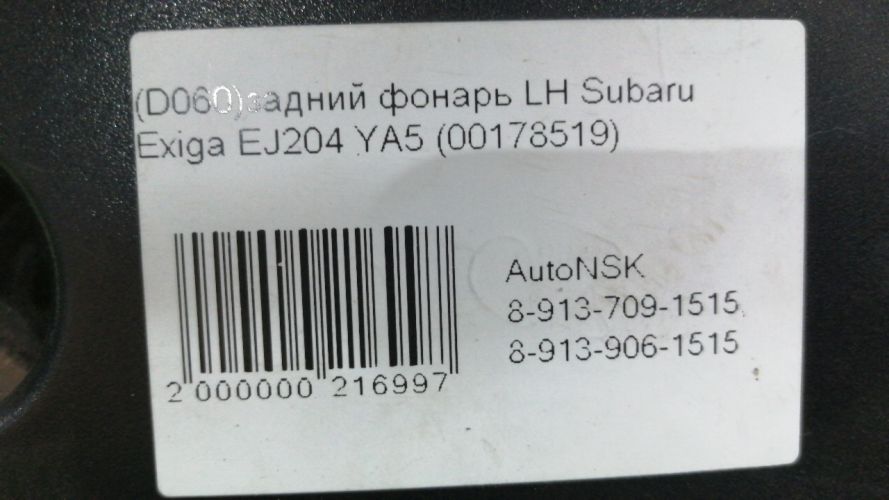 (D060)задний фонарь LH Subaru
Exiga EJ204 YA5 (00178519)
AutoNSK
8-913-709-1515
8-913-906-1515
2 000000 216997